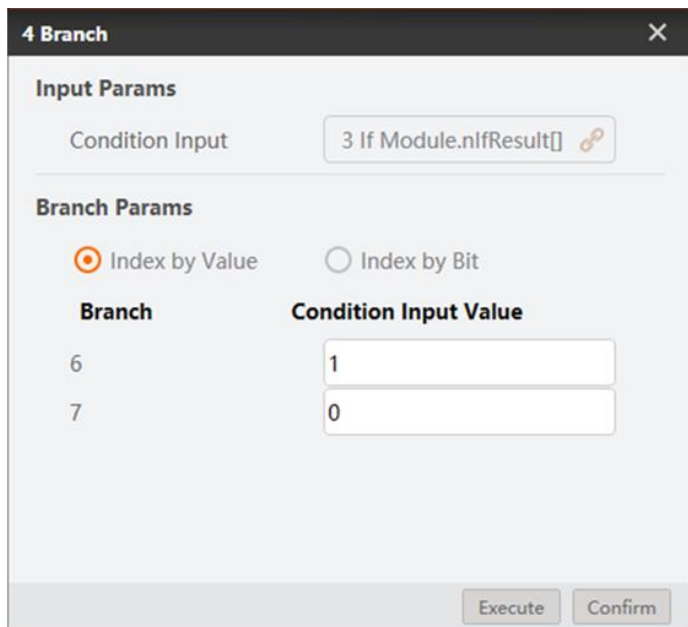 4 Branch
Input Params
Condition Input 3 If Module.nIfResult[]
Branch Params
Index by Value Index by Bit
Branch Condition Input Value
6 1
7 0
Execute Confirm